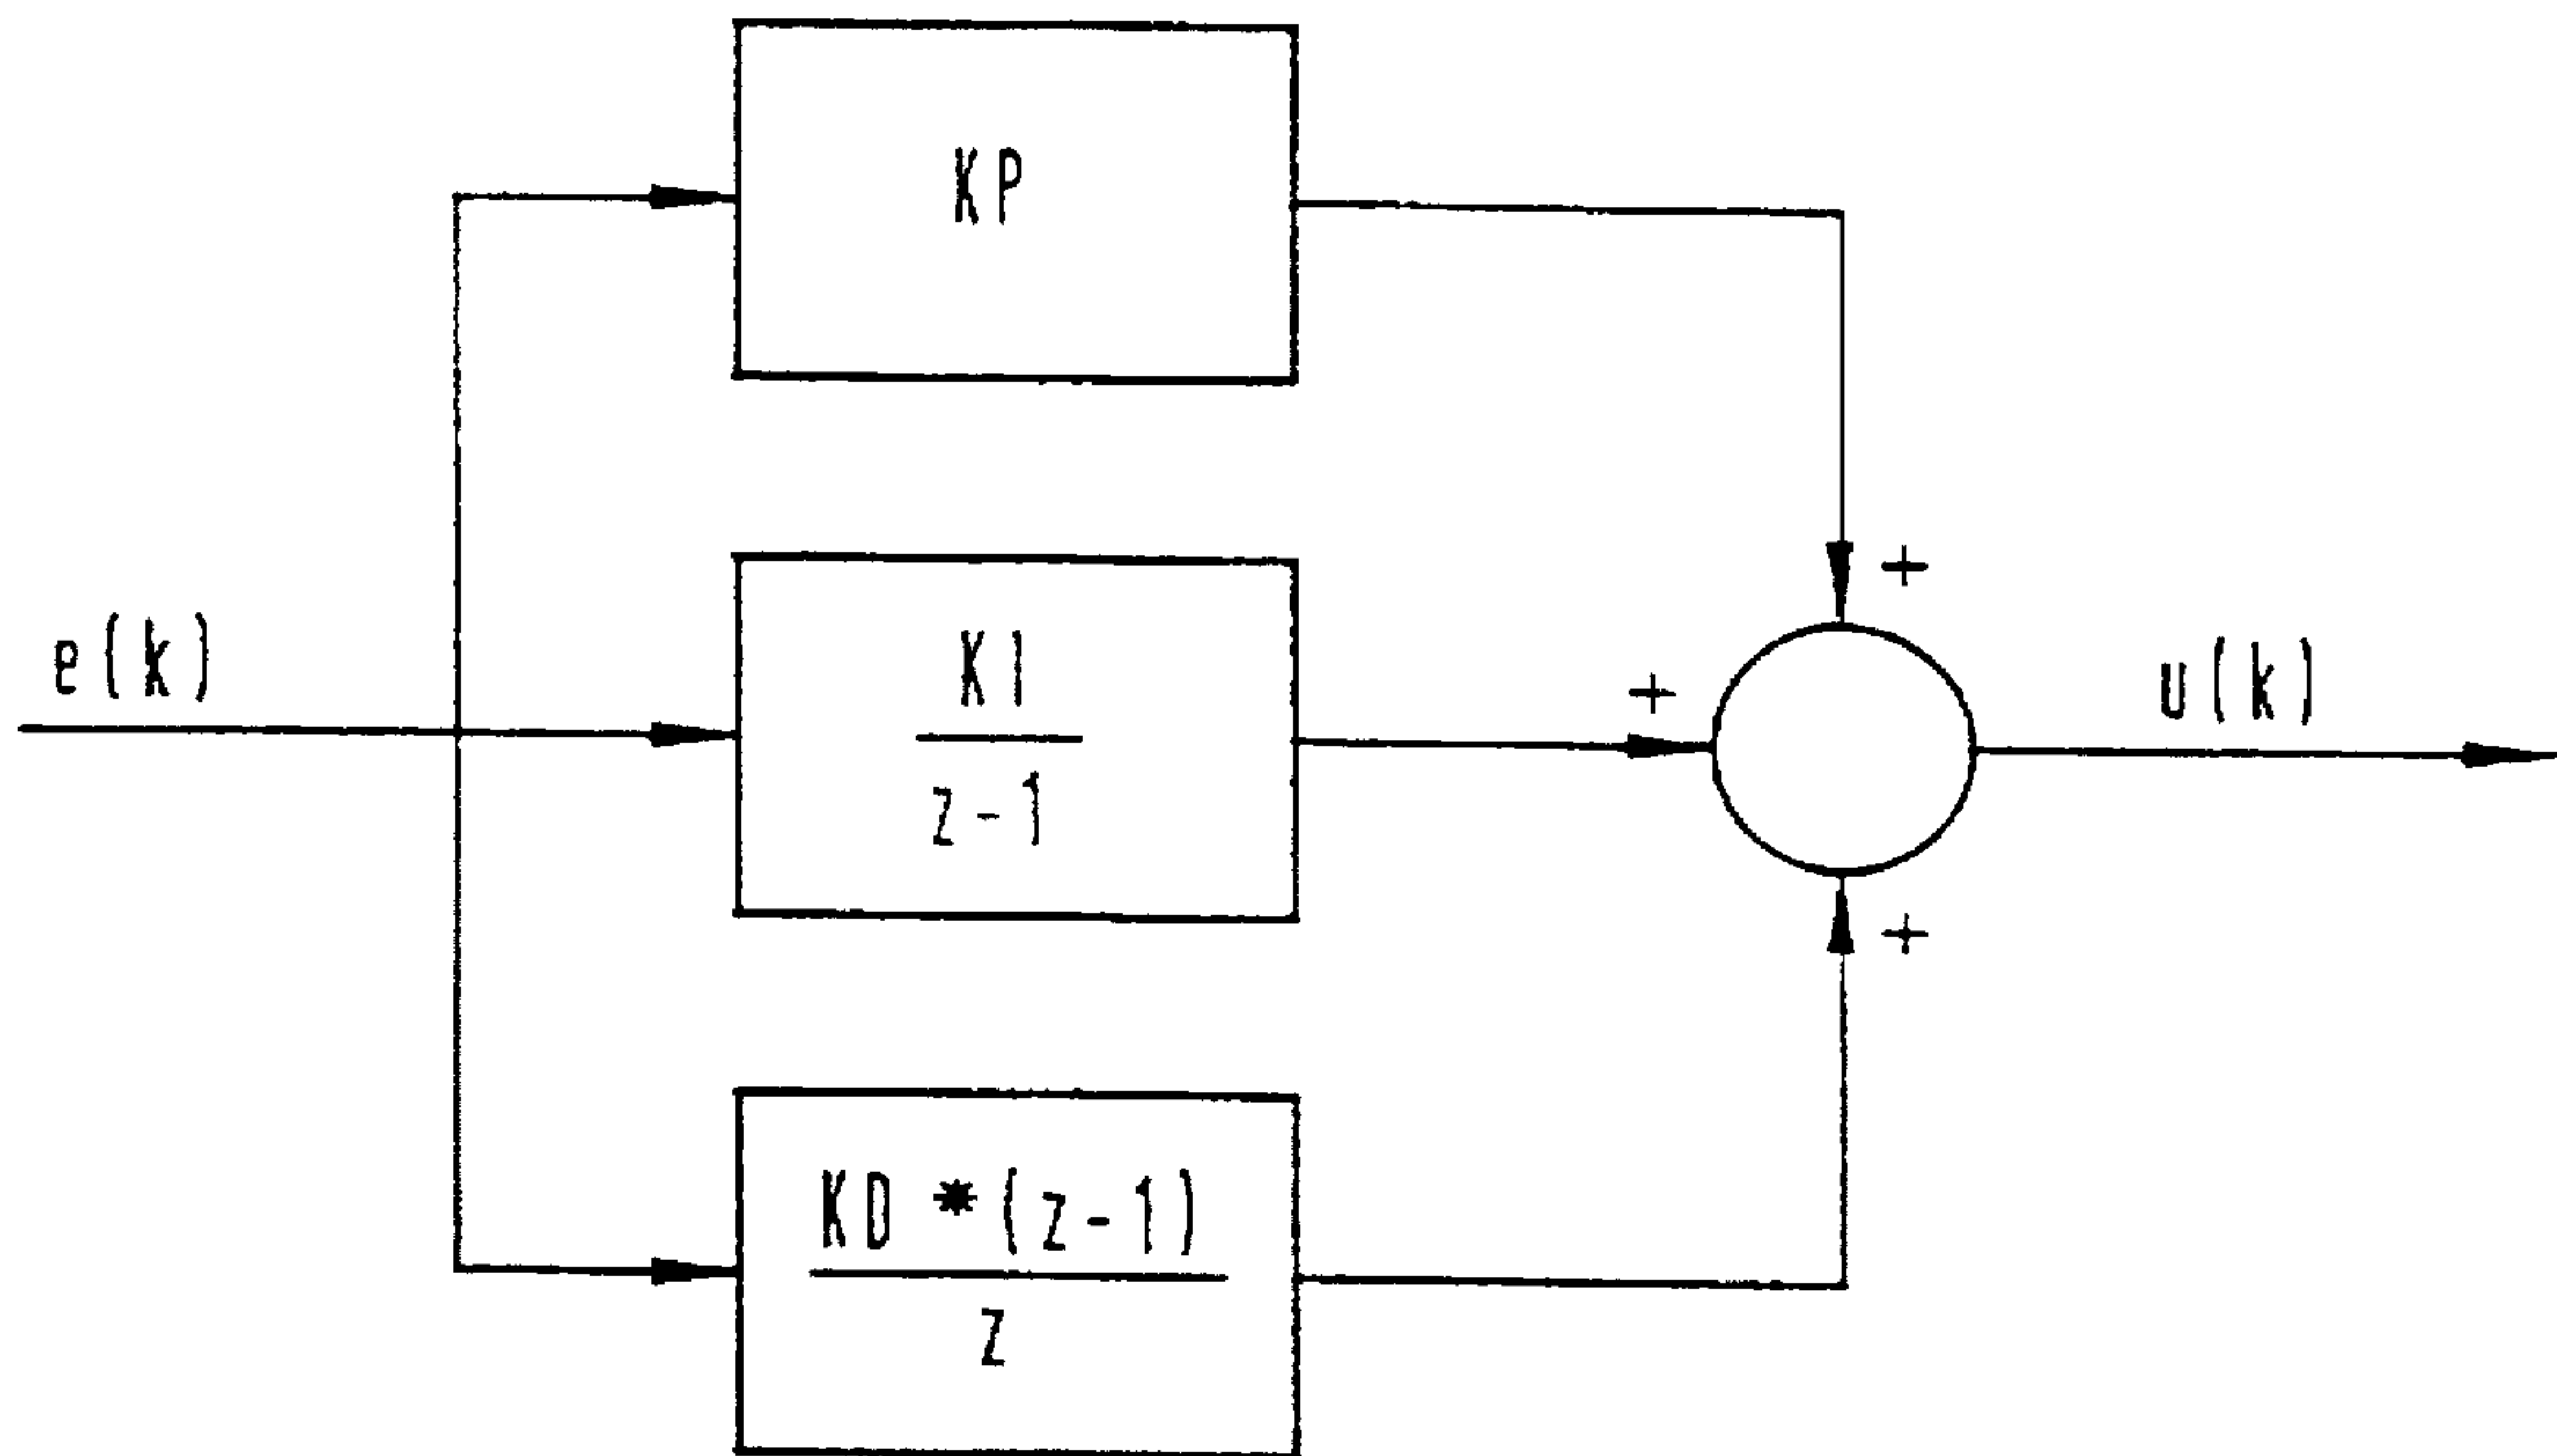 KP
+
e(k)
KI
z-1
+
u(k)
+
KD *(z-1)
z